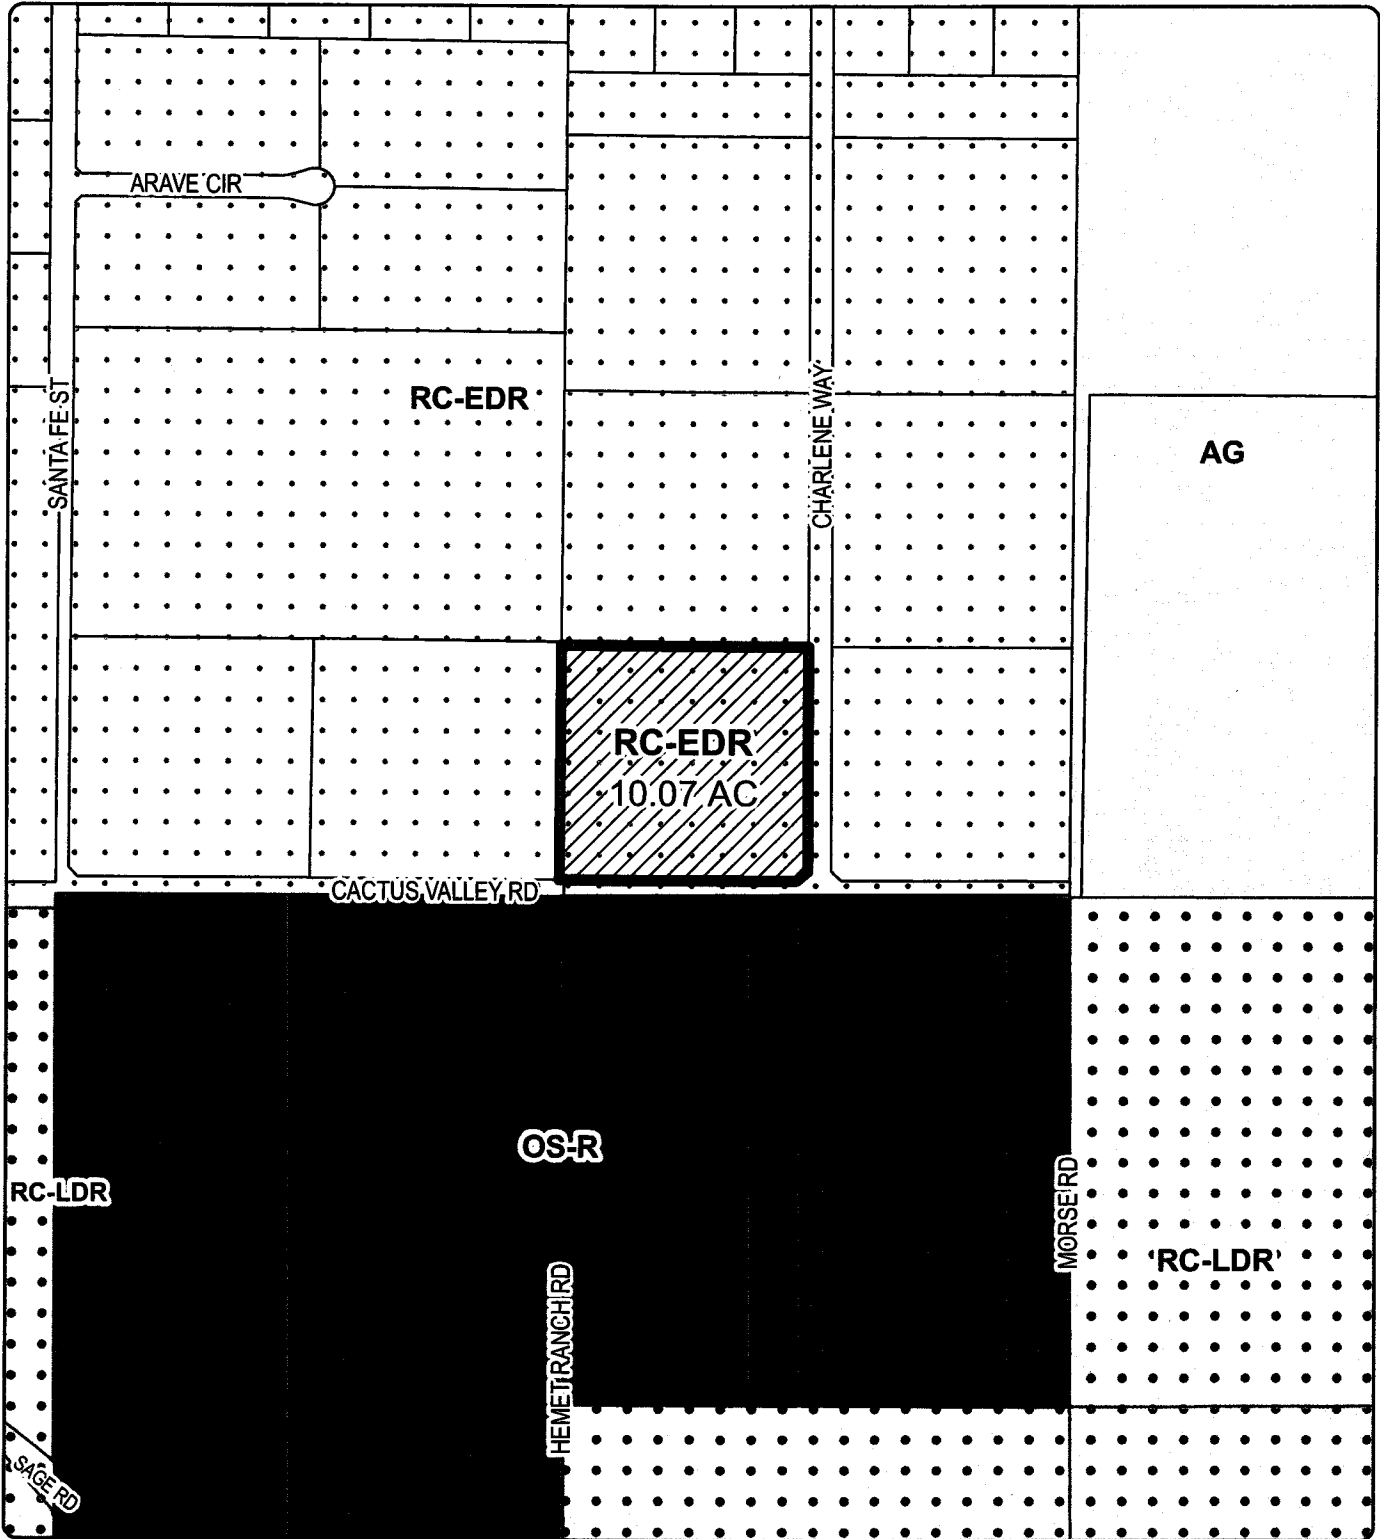 ARAVE CIR
RC-EDR
SANTA FE ST
CHARLENE WAY
AG
RC-EDR
10.07 AC
CACTUS VALLEY RD
OS-R
RC-LDR
MORSE RD
RC-LDR
HEMET RANCH RD
SAGE RD